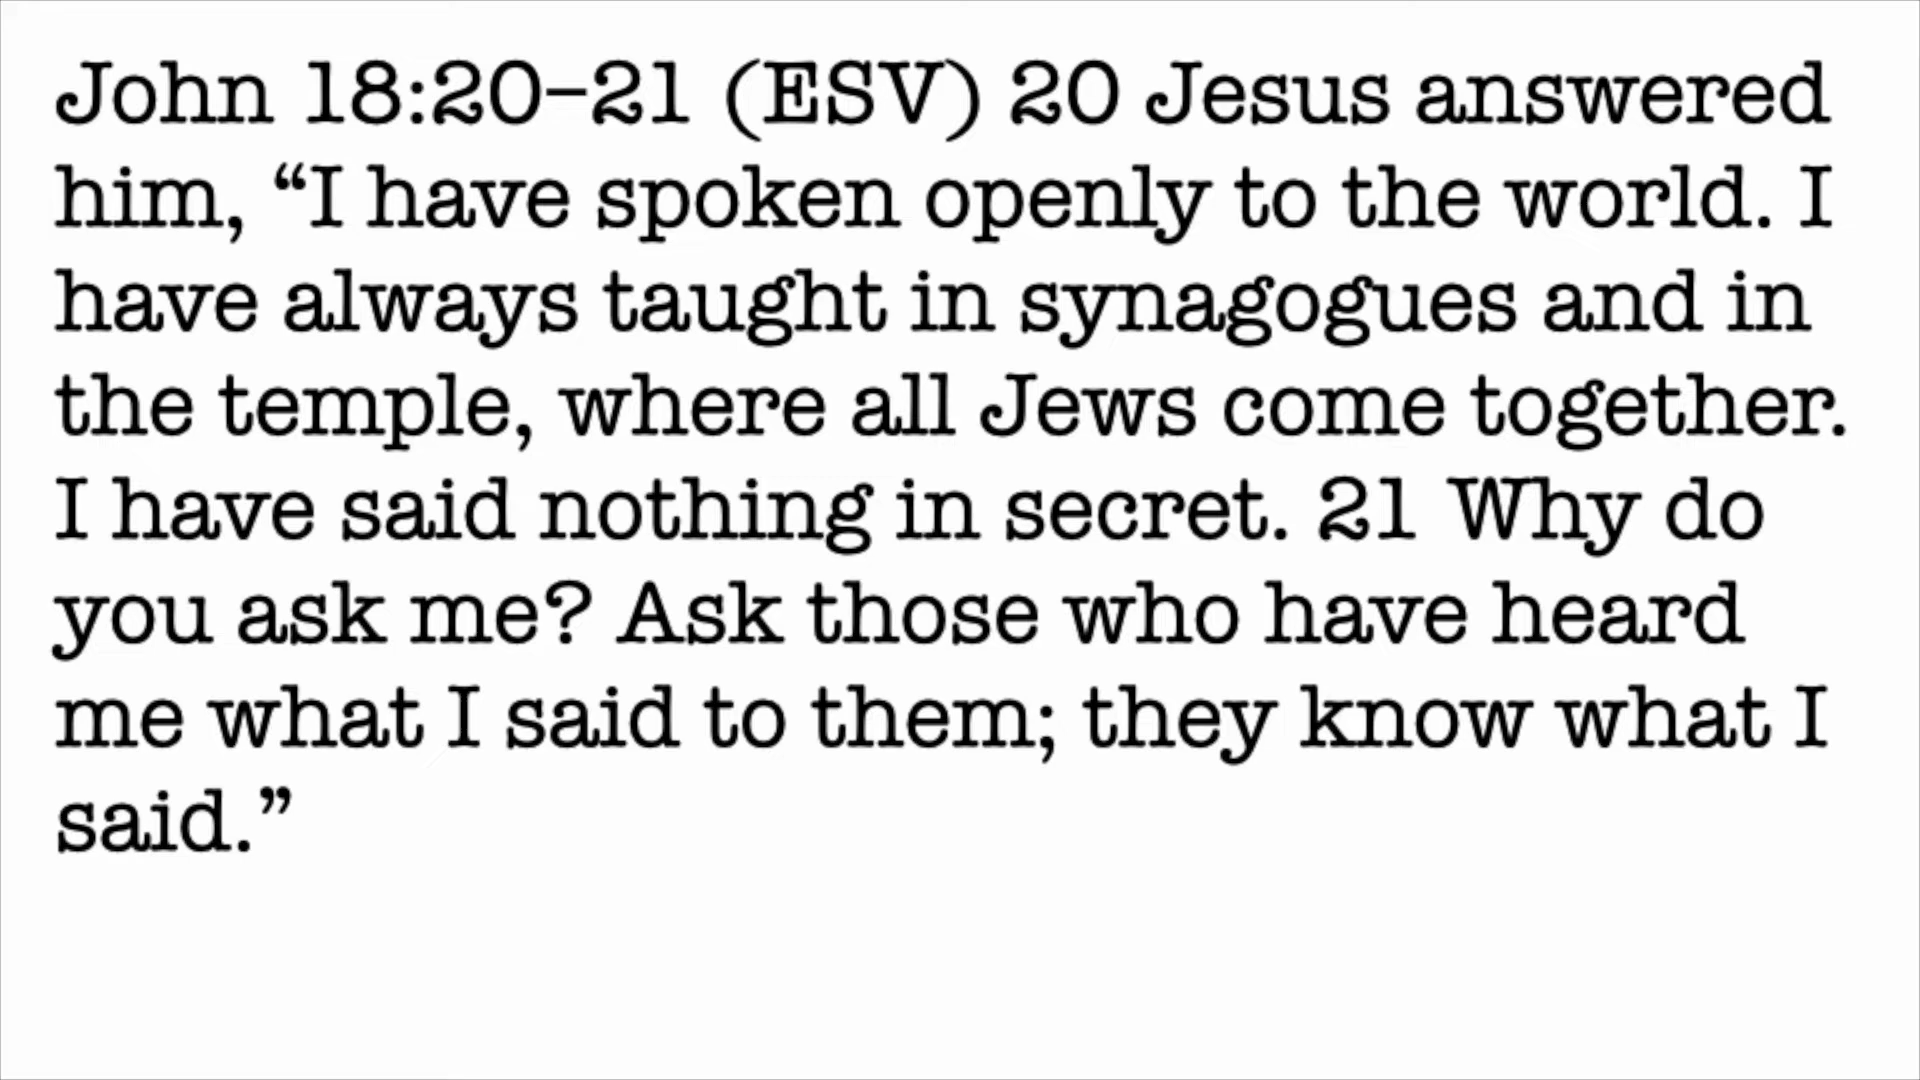 John 18:20–21 (ESV) 20 Jesus answered
him, “I have spoken openly to the world. I
have always taught in synagogues and in
the temple, where all Jews come together.
I have said nothing in secret. 21 Why do
you ask me? Ask those who have heard
me what I said to them; they know what I
said.”